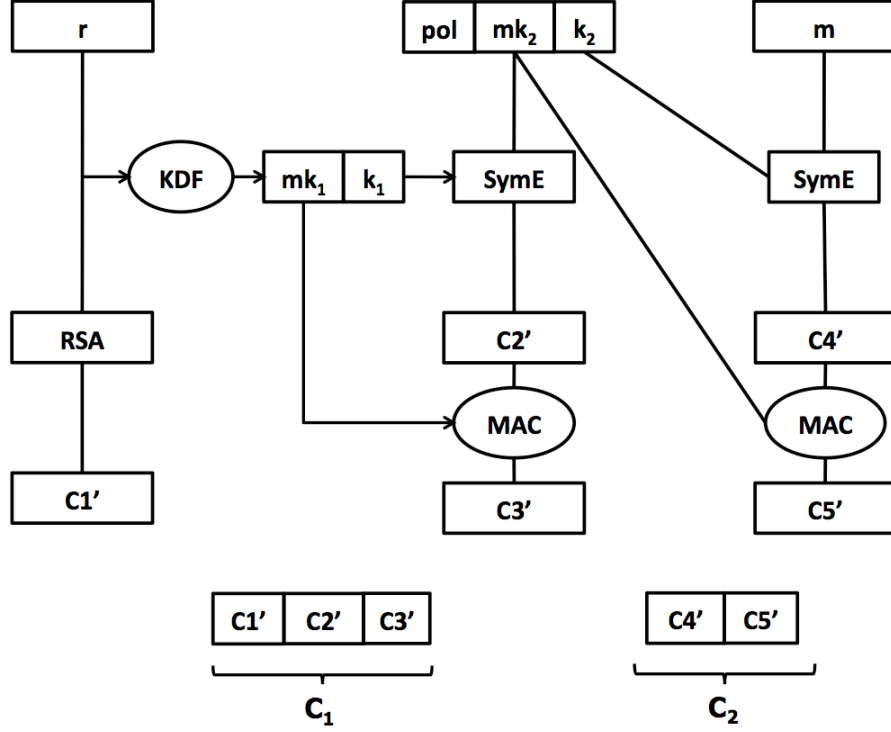 r pol mk₂ k₂ m
KDF mk₁ k₁ SymE SymE
RSA C2’ C4’
MAC MAC
C1’ C3’ C5’
C1’ C2’ C3’ C4’ C5’
C₁ C₂